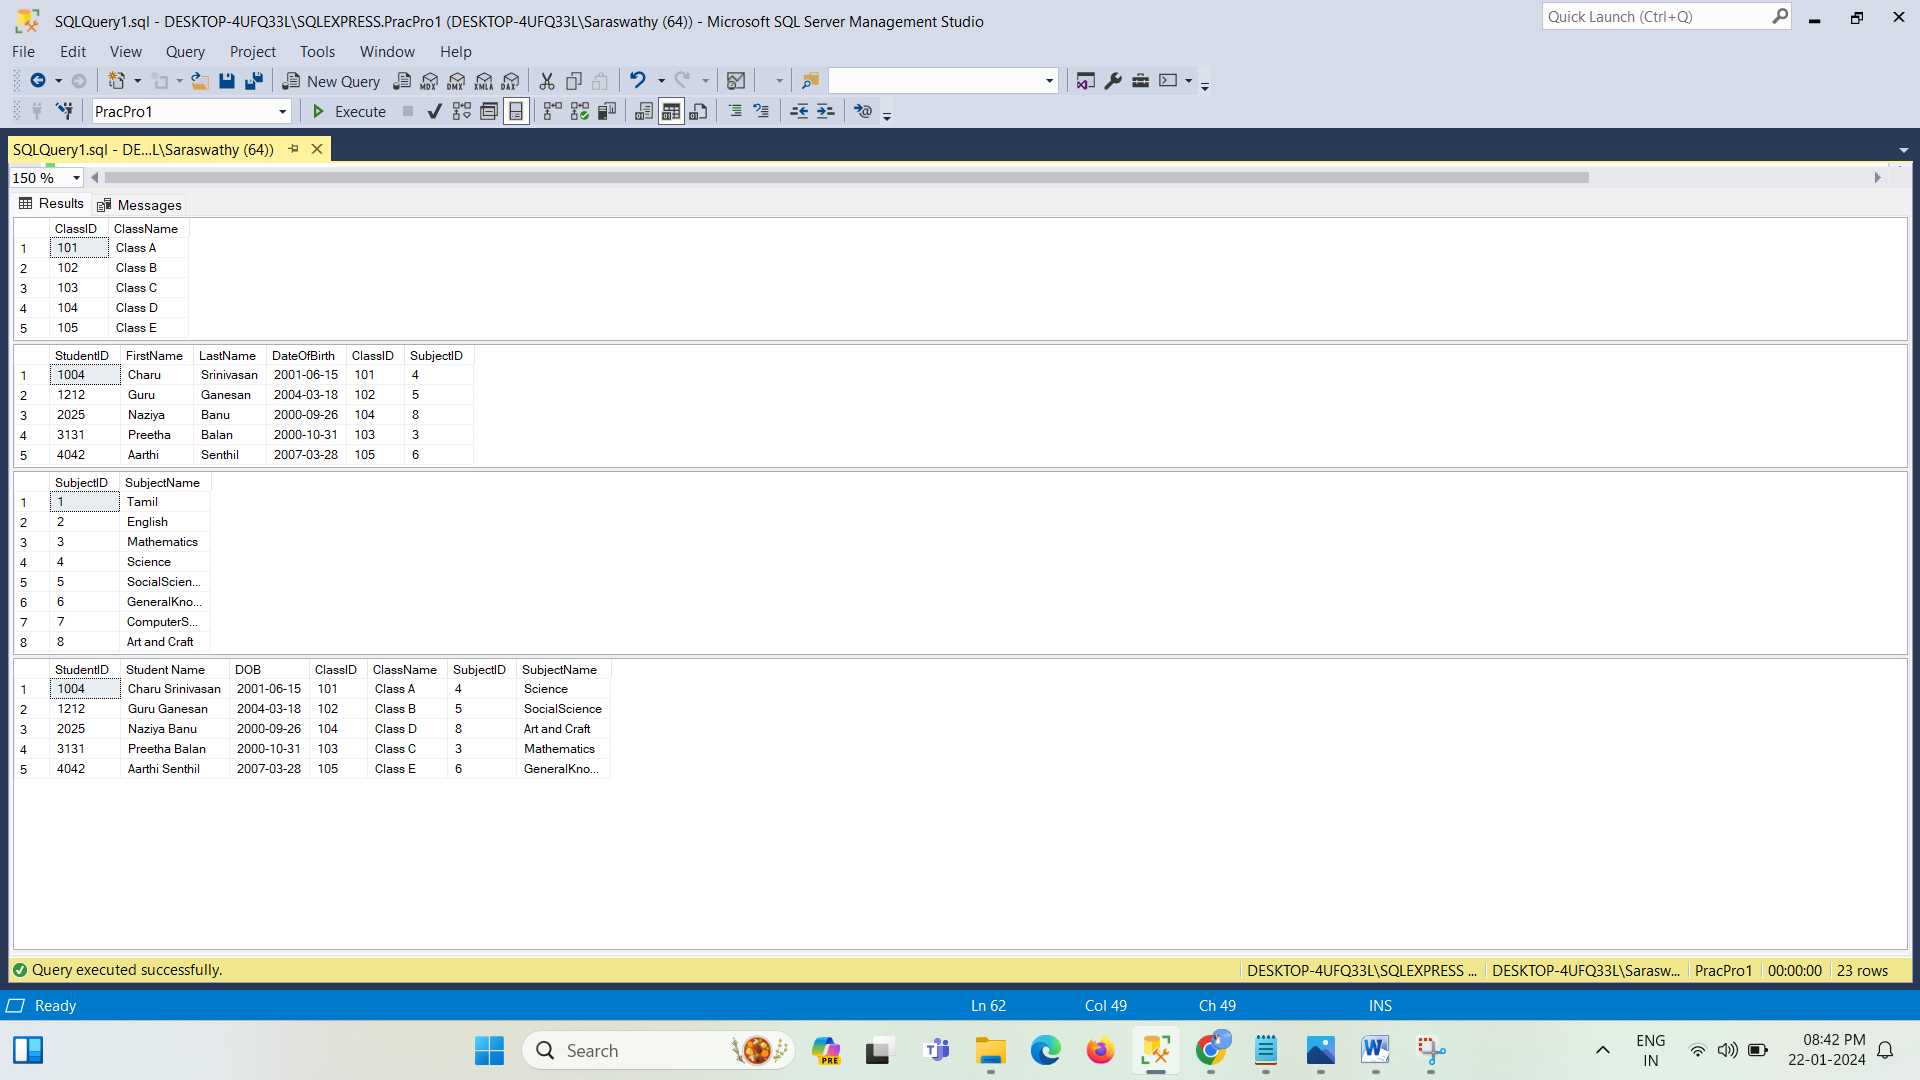 SQLQuery1.sql - DESKTOP-4UFQ33L\SQLEXPRESS.PracPro1 (DESKTOP-4UFQ33L\Saraswathy (64)) - Microsoft SQL Server Management Studio
Quick Launch (Ctrl+Q)
File Edit View Query Project Tools Window Help
New Query MDX DMX XMLA DAX
PracPro1 Execute
SQLQuery1.sql - DE...L\Saraswathy (64))
150 %
Results Messages
ClassID ClassName
1 101 Class A
2 102 Class B
3 103 Class C
4 104 Class D
5 105 Class E
StudentID FirstName LastName DateOfBirth ClassID SubjectID
1 1004 Charu Srinivasan 2001-06-15 101 4
2 1212 Guru Ganesan 2004-03-18 102 5
3 2025 Naziya Banu 2000-09-26 104 8
4 3131 Preetha Balan 2000-10-31 103 3
5 4042 Aarthi Senthil 2007-03-28 105 6
SubjectID SubjectName
1 1 Tamil
2 2 English
3 3 Mathematics
4 4 Science
5 5 SocialScien...
6 6 GeneralKno...
7 7 ComputerS...
8 8 Art and Craft
StudentID Student Name DOB ClassID ClassName SubjectID SubjectName
1 1004 Charu Srinivasan 2001-06-15 101 Class A 4 Science
2 1212 Guru Ganesan 2004-03-18 102 Class B 5 SocialScience
3 2025 Naziya Banu 2000-09-26 104 Class D 8 Art and Craft
4 3131 Preetha Balan 2000-10-31 103 Class C 3 Mathematics
5 4042 Aarthi Senthil 2007-03-28 105 Class E 6 GeneralKno...
Query executed successfully. DESKTOP-4UFQ33L\SQLEXPRESS ... DESKTOP-4UFQ33L\Sarasw... PracPro1 00:00:00 23 rows
Ready Ln 62 Col 49 Ch 49 INS
Search PRE ENG 08:42 PM
IN 22-01-2024